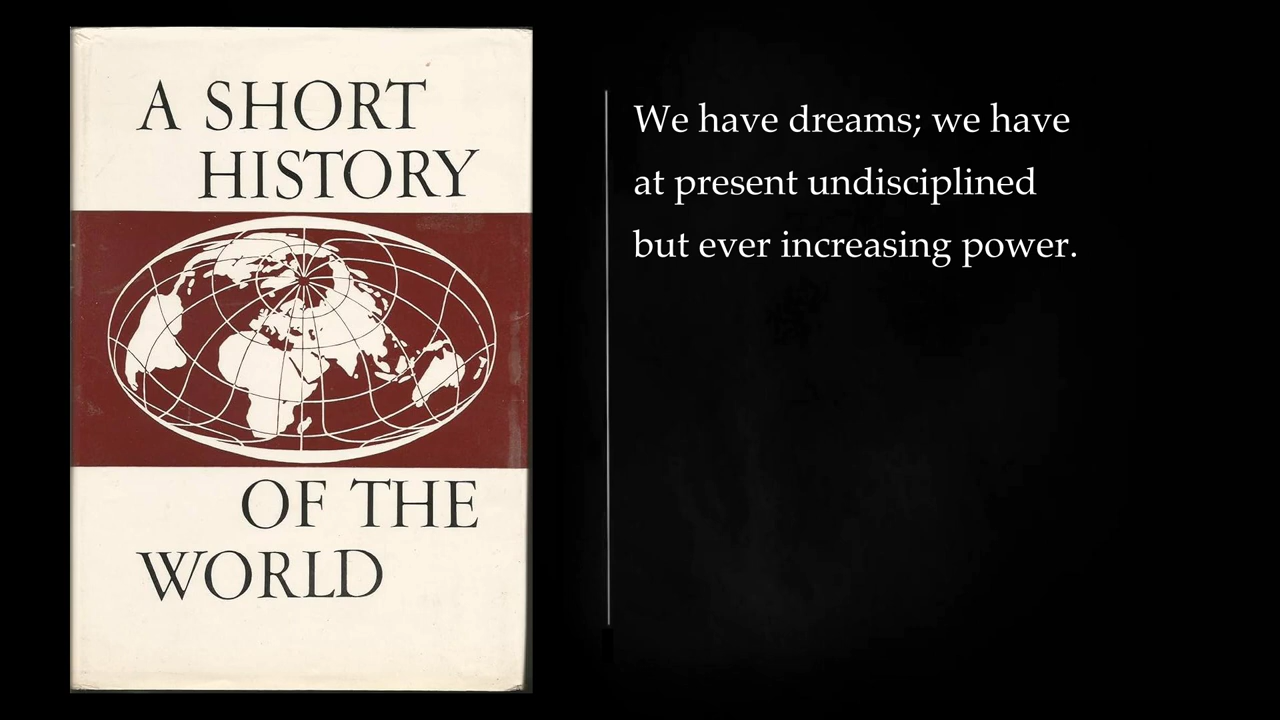 A SHORT
HISTORY
OF THE
WORLD
We have dreams; we have
at present undisciplined
but ever increasing power.